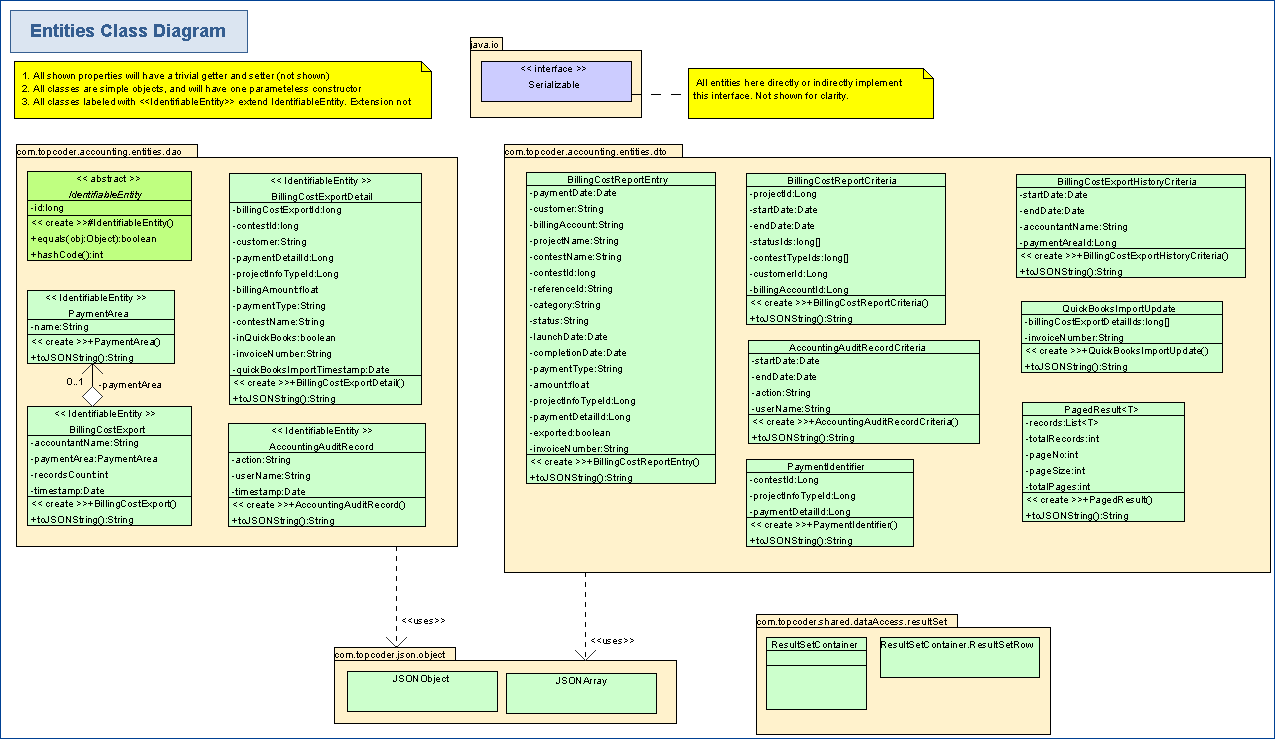 Entities Class Diagram
1. All shown properties will have a trivial getter and setter (not shown)
2. All classes are simple objects, and will have one parameteless constructor
3. All classes labeled with <<IdentifiableEntity>> extend IdentifiableEntity. Extension not
java.io
<< interface >>
Serializable
All entities here directly or indirectly implement
this interface. Not shown for clarity.
com.topcoder.accounting.entities.dao
<< abstract >>
IdentifiableEntity
-id:long
<< create >>#IdentifiableEntity()
+equals(obj:Object):boolean
+hashCode():int
<< IdentifiableEntity >>
PaymentArea
-name:String
<< create >>+PaymentArea()
+toJSONString():String
0..1
-paymentArea
<< IdentifiableEntity >>
BillingCostExport
-accountantName:String
-paymentArea:PaymentArea
-recordsCount:int
-timestamp:Date
<< create >>+BillingCostExport()
+toJSONString():String
<< IdentifiableEntity >>
BillingCostExportDetail
-billingCostExportId:long
-contestId:long
-customer:String
-paymentDetailId:Long
-projectInfoTypeId:Long
-billingAmount:float
-paymentType:String
-contestName:String
-inQuickBooks:boolean
-invoiceNumber:String
-quickBooksImportTimestamp:Date
<< create >>+BillingCostExportDetail()
+toJSONString():String
<< IdentifiableEntity >>
AccountingAuditRecord
-action:String
-userName:String
-timestamp:Date
<< create >>+AccountingAuditRecord()
+toJSONString():String
com.topcoder.accounting.entities.dto
BillingCostReportEntry
-paymentDate:Date
-customer:String
-billingAccount:String
-projectName:String
-contestName:String
-contestId:long
-referenceId:String
-category:String
-status:String
-launchDate:Date
-completionDate:Date
-paymentType:String
-amount:float
-projectInfoTypeId:Long
-paymentDetailId:Long
-exported:boolean
-invoiceNumber:String
<< create >>+BillingCostReportEntry()
+toJSONString():String
BillingCostReportCriteria
-projectId:Long
-startDate:Date
-endDate:Date
-statusIds:long[]
-contestTypeIds:long[]
-customerId:Long
-billingAccountId:Long
<< create >>+BillingCostReportCriteria()
+toJSONString():String
AccountingAuditRecordCriteria
-startDate:Date
-endDate:Date
-action:String
-userName:String
<< create >>+AccountingAuditRecordCriteria()
+toJSONString():String
PaymentIdentifier
-contestId:Long
-projectInfoTypeId:Long
-paymentDetailId:Long
<< create >>+PaymentIdentifier()
+toJSONString():String
BillingCostExportHistoryCriteria
-startDate:Date
-endDate:Date
-accountantName:String
-paymentAreaId:Long
<< create >>+BillingCostExportHistoryCriteria()
+toJSONString():String
QuickBooksImportUpdate
-billingCostExportDetailIds:long[]
-invoiceNumber:String
<< create >>+QuickBooksImportUpdate()
+toJSONString():String
PagedResult<T>
-records:List<T>
-totalRecords:int
-pageNo:int
-pageSize:int
-totalPages:int
<< create >>+PagedResult()
+toJSONString():String
<<uses>>
<<uses>>
com.topcoder.json.object
JSONObject
JSONArray
com.topcoder.shared.dataAccess.resultSet
ResultSetContainer
ResultSetContainer.ResultSetRow